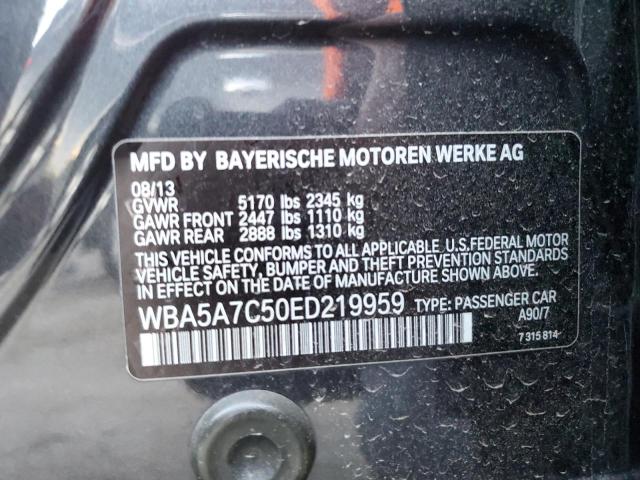 MFD BY BAYERISCHE MOTOREN WERKE AG
08/13
GVWR 5170 lbs 2345 kg
GAWR FRONT 2447 lbs 1110 kg
GAWR REAR 2888 lbs 1310 kg
THIS VEHICLE CONFORMS TO ALL APPLICABLE U.S.FEDERAL MOTOR
VEHICLE SAFETY, BUMPER AND THEFT PREVENTION STANDARDS
IN EFFECT ON THE DATE OF MANUFACTURE SHOWN ABOVE.
WBA5A7C50ED219959 TYPE: PASSENGER CAR
A90/7
7 315 814